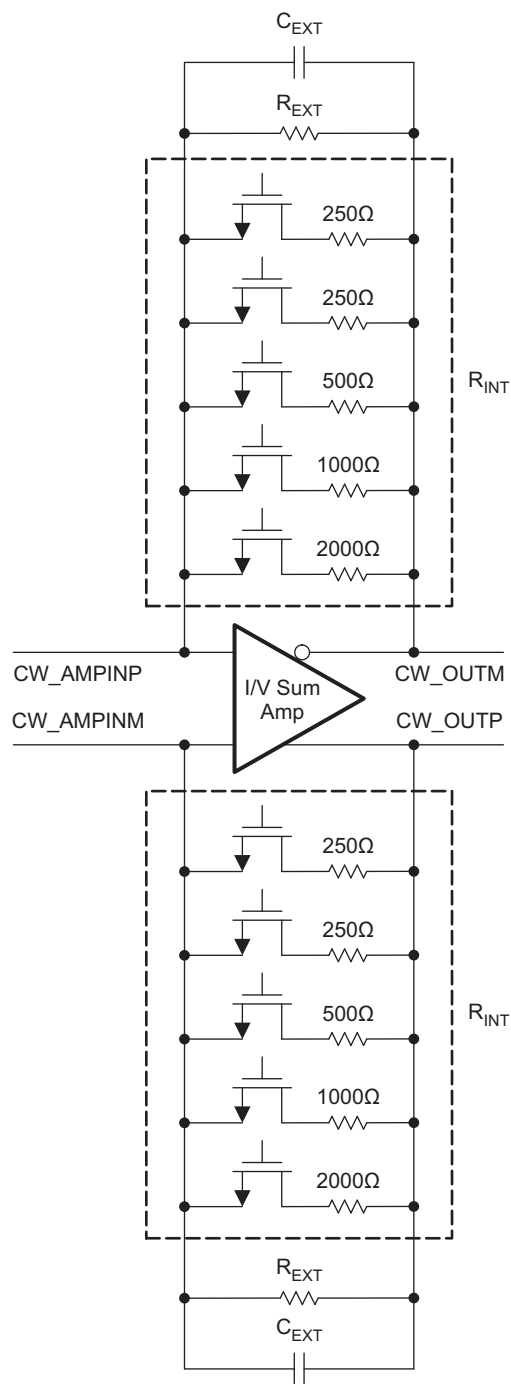 C_EXT
R_EXT
250Ω
250Ω
500Ω
R_INT
1000Ω
2000Ω
CW_AMPINP
I/V Sum
Amp
CW_OUTM
CW_AMPINM
CW_OUTP
250Ω
250Ω
500Ω
R_INT
1000Ω
2000Ω
R_EXT
C_EXT